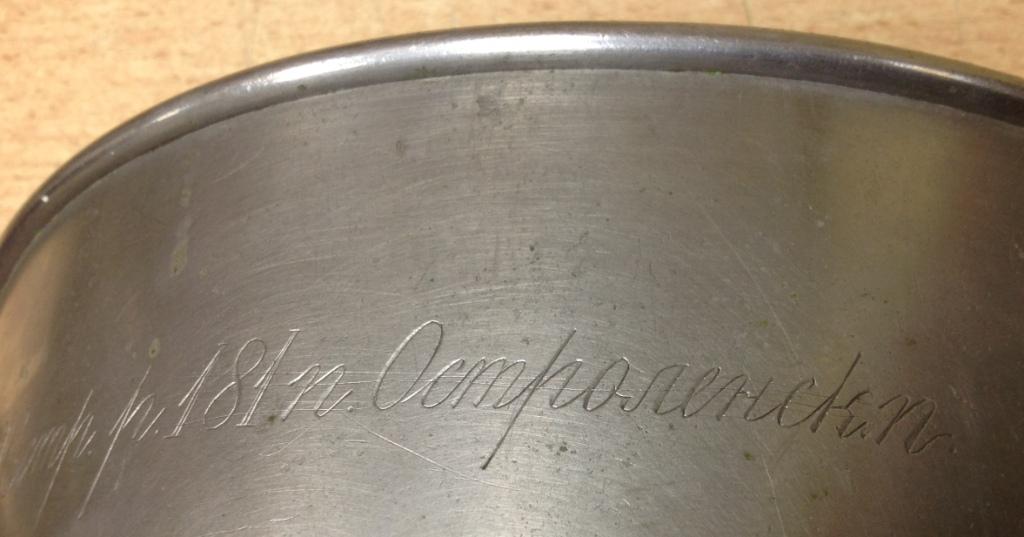 р. 181 п. Остроленск. п.